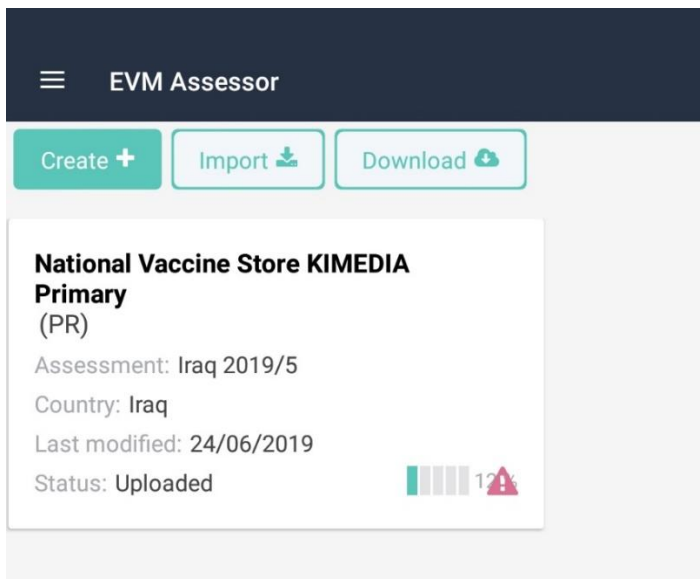 EVM Assessor
Create
Import
Download
National Vaccine Store KIMEDIA
Primary
(PR)
Assessment: Iraq 2019/5
Country: Iraq
Last modified: 24/06/2019
Status: Uploaded